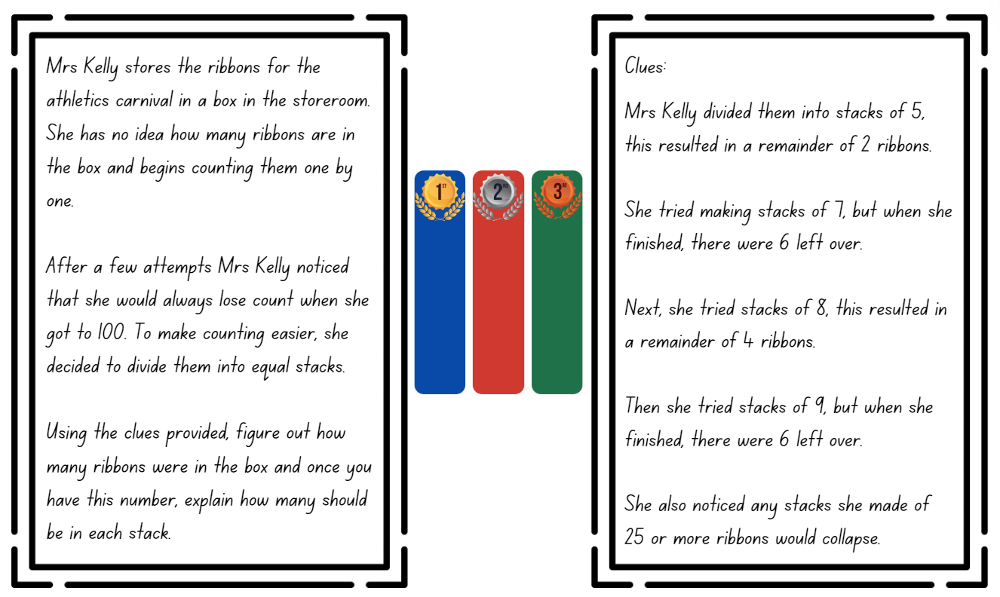 Mrs Kelly stores the ribbons for the
athletics carnival in a box in the storeroom.
She has no idea how many ribbons are in
the box and begins counting them one by
one.
After a few attempts Mrs Kelly noticed
that she would always lose count when she
got to 100. To make counting easier, she
decided to divide them into equal stacks.
Using the clues provided, figure out how
many ribbons were in the box and once you
have this number, explain how many should
be in each stack.
1ST
2ND
3RD
Clues:
Mrs Kelly divided them into stacks of 5,
this resulted in a remainder of 2 ribbons.
She tried making stacks of 7, but when she
finished, there were 6 left over.
Next, she tried stacks of 8, this resulted in
a remainder of 4 ribbons.
Then she tried stacks of 9, but when she
finished, there were 6 left over.
She also noticed any stacks she made of
25 or more ribbons would collapse.